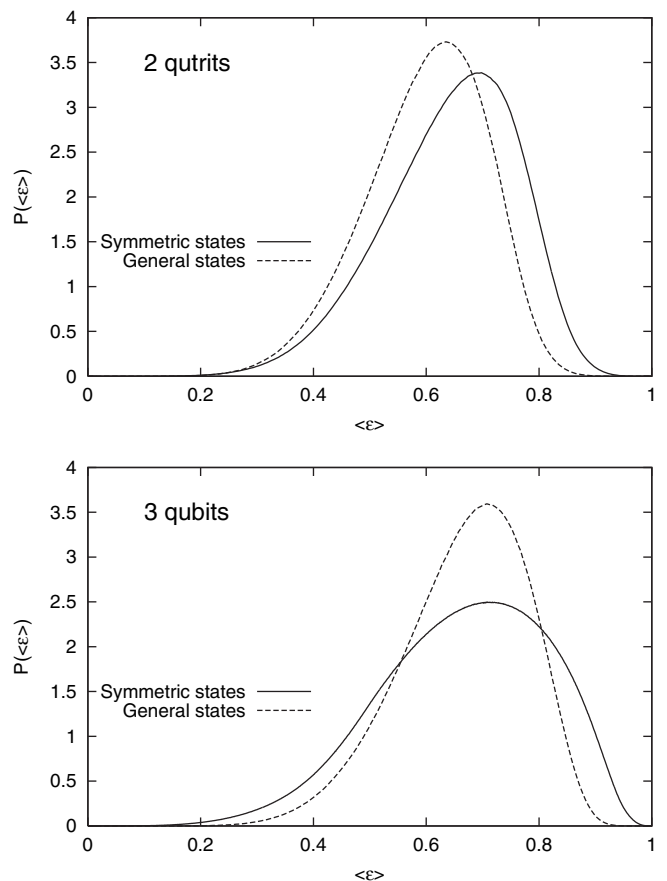 4
3.5
3
2.5
2
1.5
1
0.5
0
P(<ε>)
2 qutrits
Symmetric states
General states
0 0.2 0.4 0.6 0.8 1
<ε>
4
3.5
3
2.5
2
1.5
1
0.5
0
P(<ε>)
3 qubits
Symmetric states
General states
0 0.2 0.4 0.6 0.8 1
<ε>